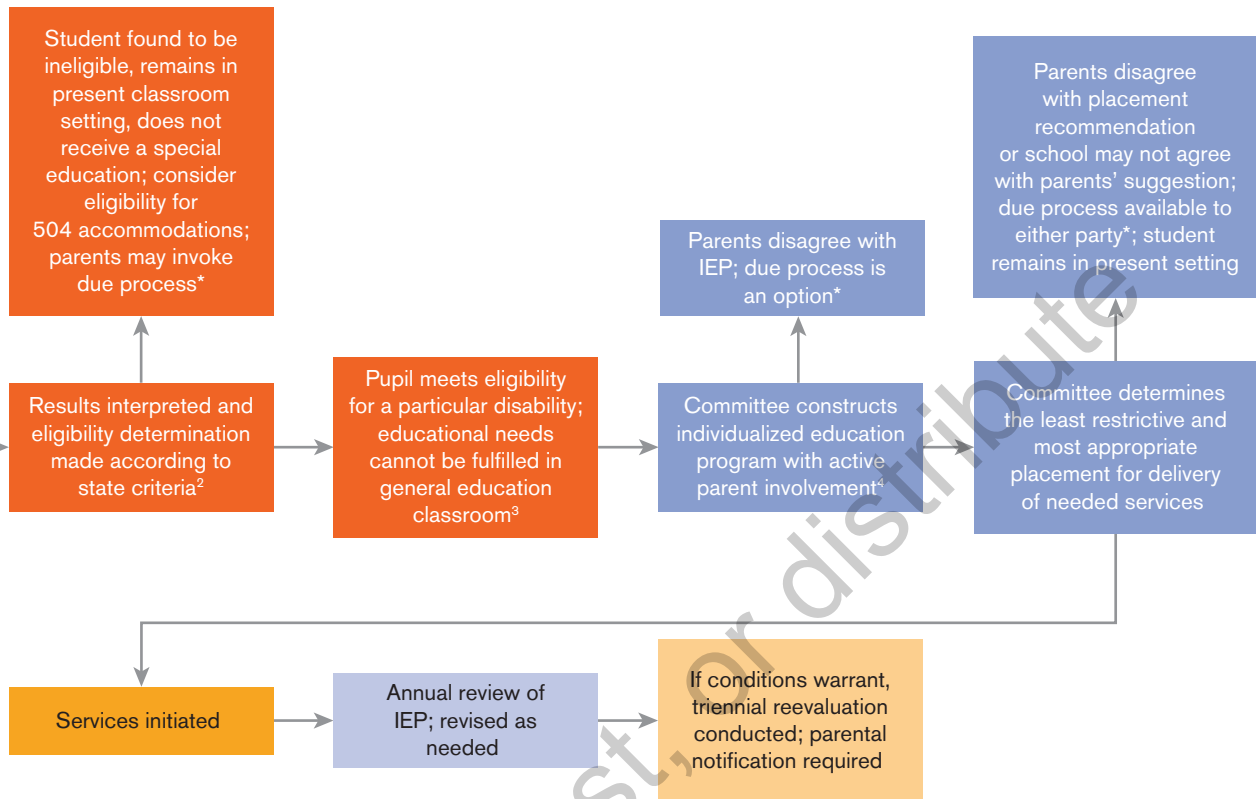 Student found to be
ineligible, remains in
present classroom
setting, does not
receive a special
education; consider
eligibility for
504 accommodations;
parents may invoke
due process*
Parents disagree with
IEP; due process is
an option*
Parents disagree
with placement
recommendation
or school may not agree
with parents’ suggestion;
due process available to
either party*; student
remains in present setting
Results interpreted and
eligibility determination
made according to
state criteria²
Pupil meets eligibility
for a particular disability;
educational needs
cannot be fulfilled in
general education
classroom³
Committee constructs
individualized education
program with active
parent involvement⁴
Committee determines
the least restrictive and
most appropriate
placement for delivery
of needed services
Services initiated
Annual review of
IEP; revised as
needed
If conditions warrant,
triennial reevaluation
conducted; parental
notification required
or distribute